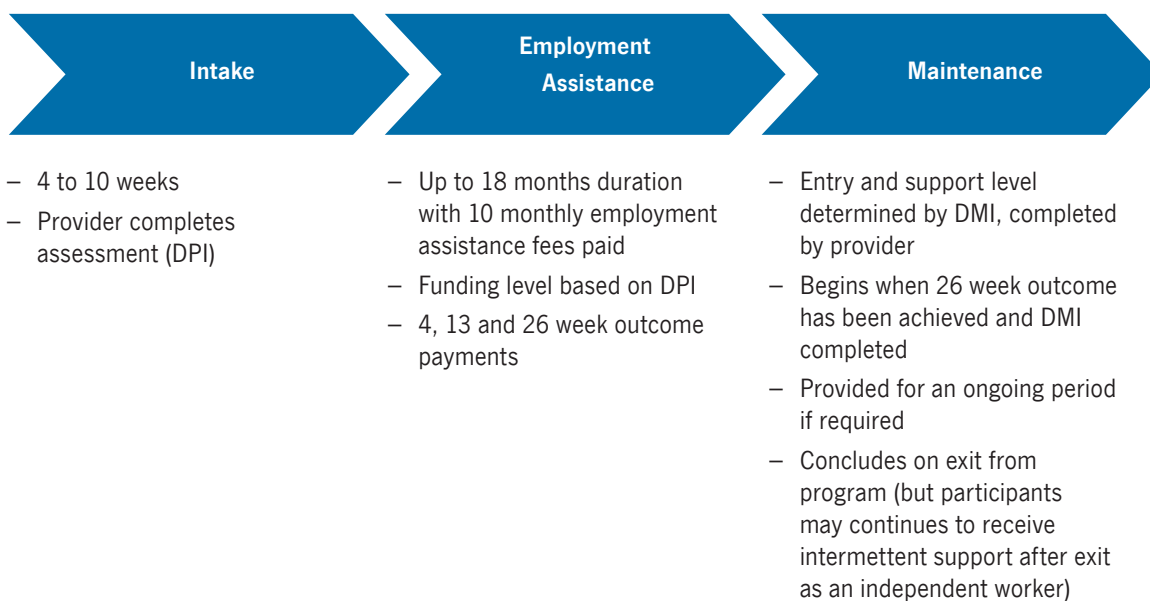 Intake
Employment
Assistance
Maintenance
– 4 to 10 weeks
– Provider completes
assessment (DPI)
– Up to 18 months duration
with 10 monthly employment
assistance fees paid
– Funding level based on DPI
– 4, 13 and 26 week outcome
payments
– Entry and support level
determined by DMI, completed
by provider
– Begins when 26 week outcome
has been achieved and DMI
completed
– Provided for an ongoing period
if required
– Concludes on exit from
program (but participants
may continues to receive
intermettent support after exit
as an independent worker)